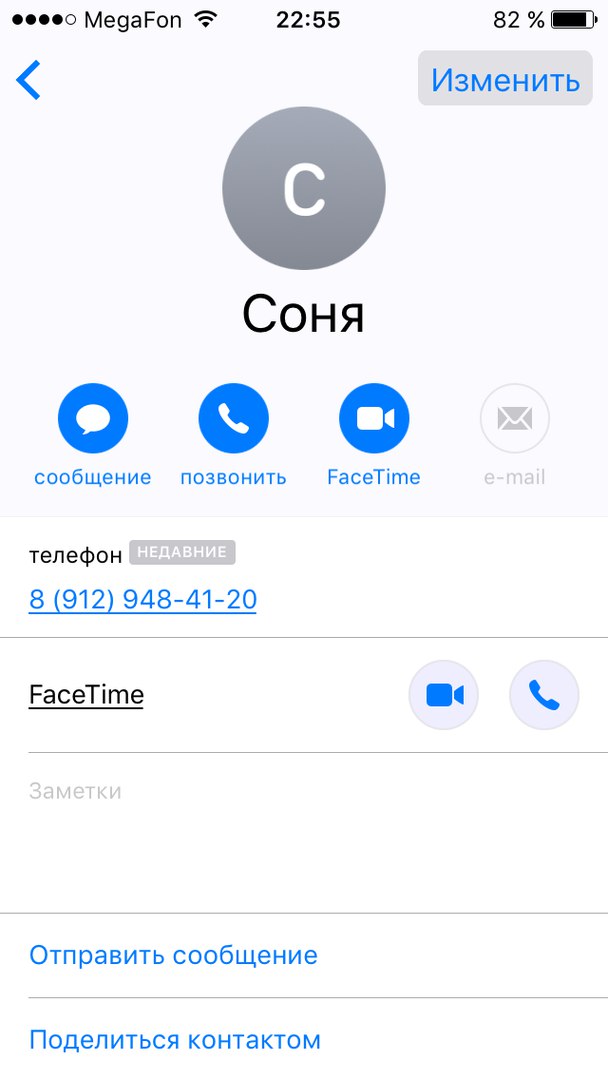 MegaFon 22:55 82 %
Изменить
С
Соня
сообщение позвонить FaceTime e-mail
телефон НЕДАВНИЕ
8 (912) 948-41-20
FaceTime
Заметки
Отправить сообщение
Поделиться контактом